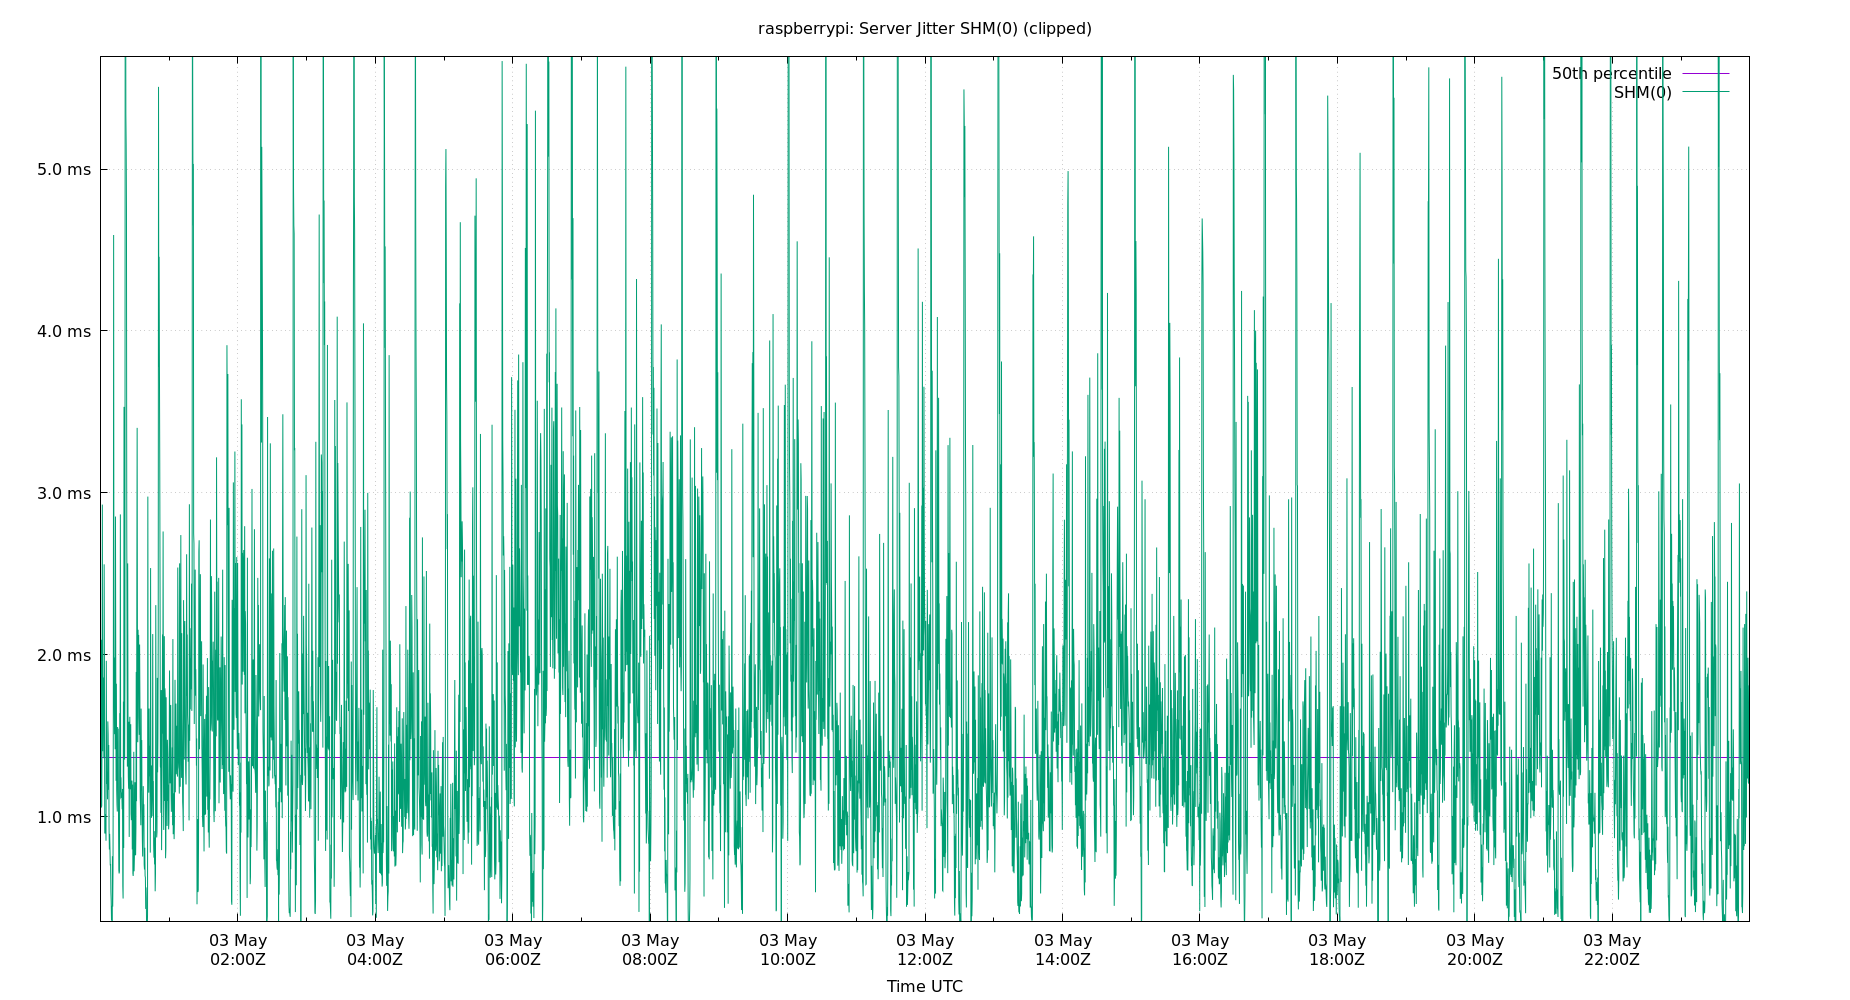 raspberrypi: Server Jitter SHM(0) (clipped)
50th percentile
SHM(0)
5.0 ms
4.0 ms
3.0 ms
2.0 ms
1.0 ms
03 May 03 May 03 May 03 May 03 May 03 May 03 May 03 May 03 May 03 May 03 May
02:00Z 04:00Z 06:00Z 08:00Z 10:00Z 12:00Z 14:00Z 16:00Z 18:00Z 20:00Z 22:00Z
Time UTC